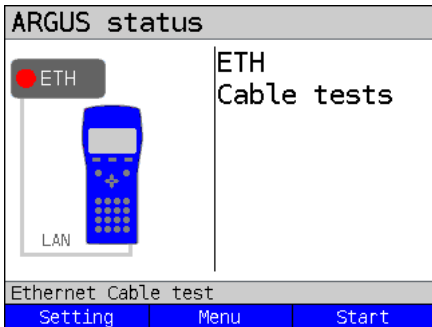 ARGUS status
ETH
LAN
ETH
Cable tests
Ethernet Cable test
Setting Menu Start